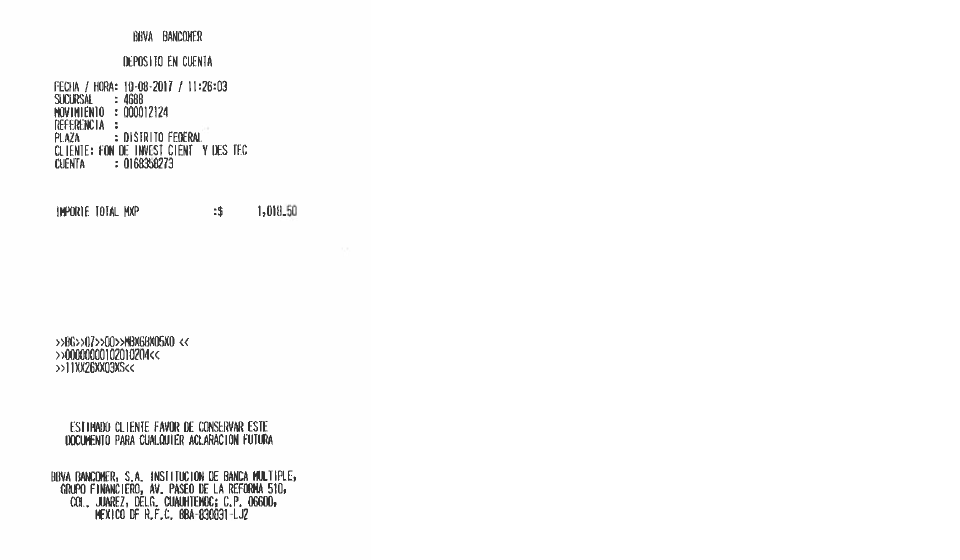 BBVA BANCOMER
DEPOSITO EN CUENTA
FECHA / HORA: 10-08-2017 / 11:26:03
SUCURSAL : 4688
MOVIMIENTO : 000012124
REFERENCIA :
PLAZA : DISTRITO FEDERAL
CLIENTE: FON DE INVEST CIENT Y DES TEC
CUENTA : 0168358273
IMPORTE TOTAL MXP :$ 1,018.50
>>BG>>07>>00>>MBX68X05X0 <<
>>00000000102010204<<
>>11XX26XX03XS<<
ESTIMADO CLIENTE FAVOR DE CONSERVAR ESTE
DOCUMENTO PARA CUALQUIER ACLARACION FUTURA
BBVA BANCOMER, S.A. INSTITUCION DE BANCA MULTIPLE,
GRUPO FINANCIERO, AV. PASEO DE LA REFORMA 510,
COL. JUAREZ, DELG. CUAUHTEMOC; C.P. 06600,
MEXICO DF R.F.C. BBA-830831-LJ2